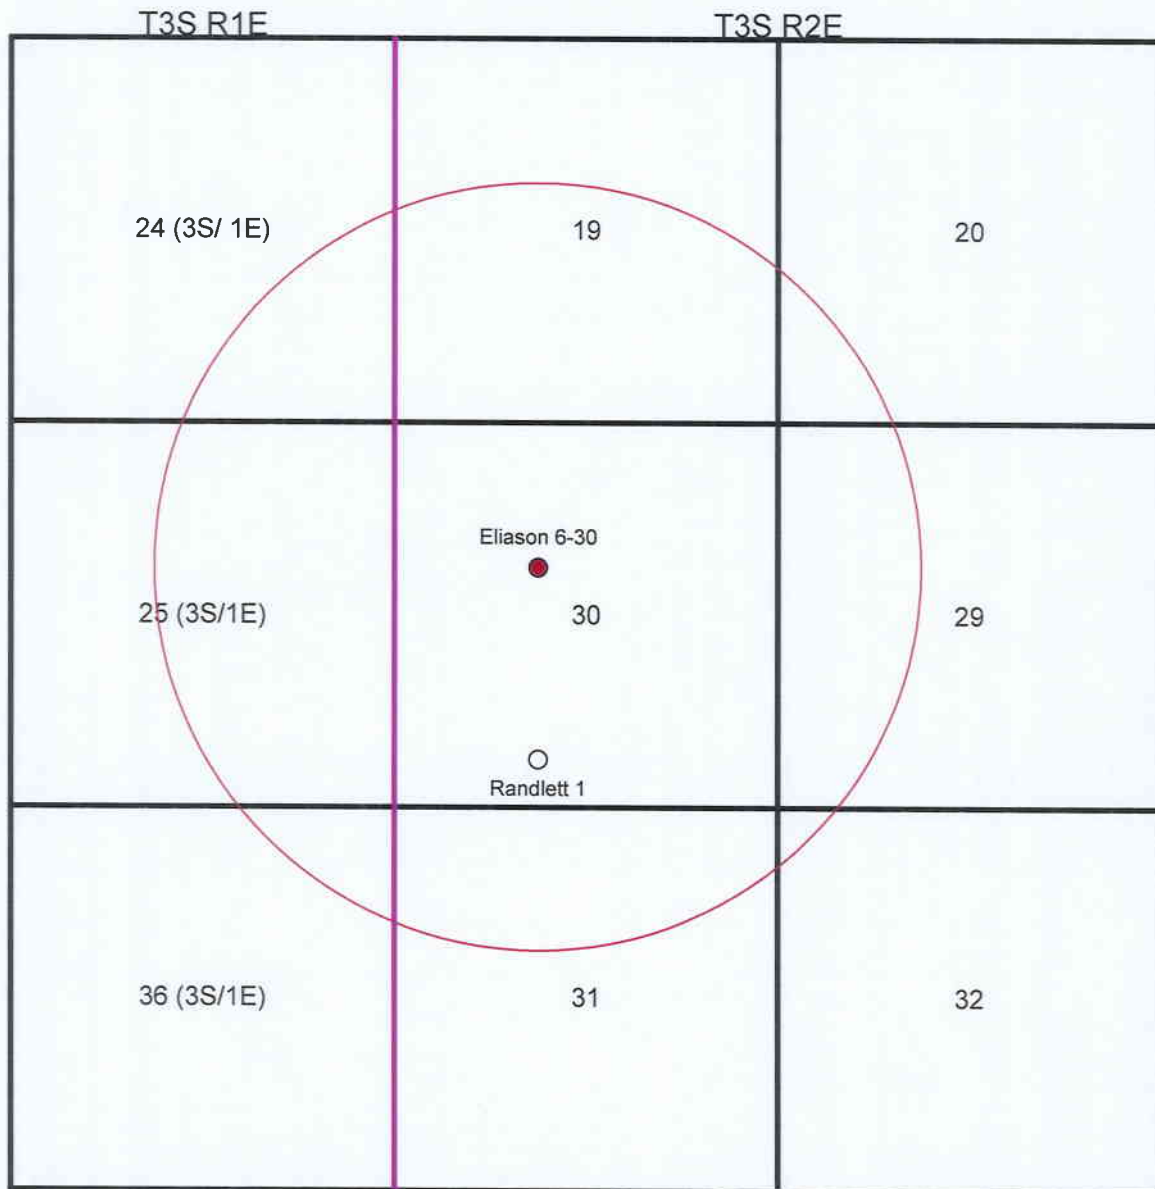 T3S R1E
T3S R2E
24 (3S/ 1E)
19
20
Eliason 6-30
25 (3S/1E)
30
29
Randlett 1
36 (3S/1E)
31
32